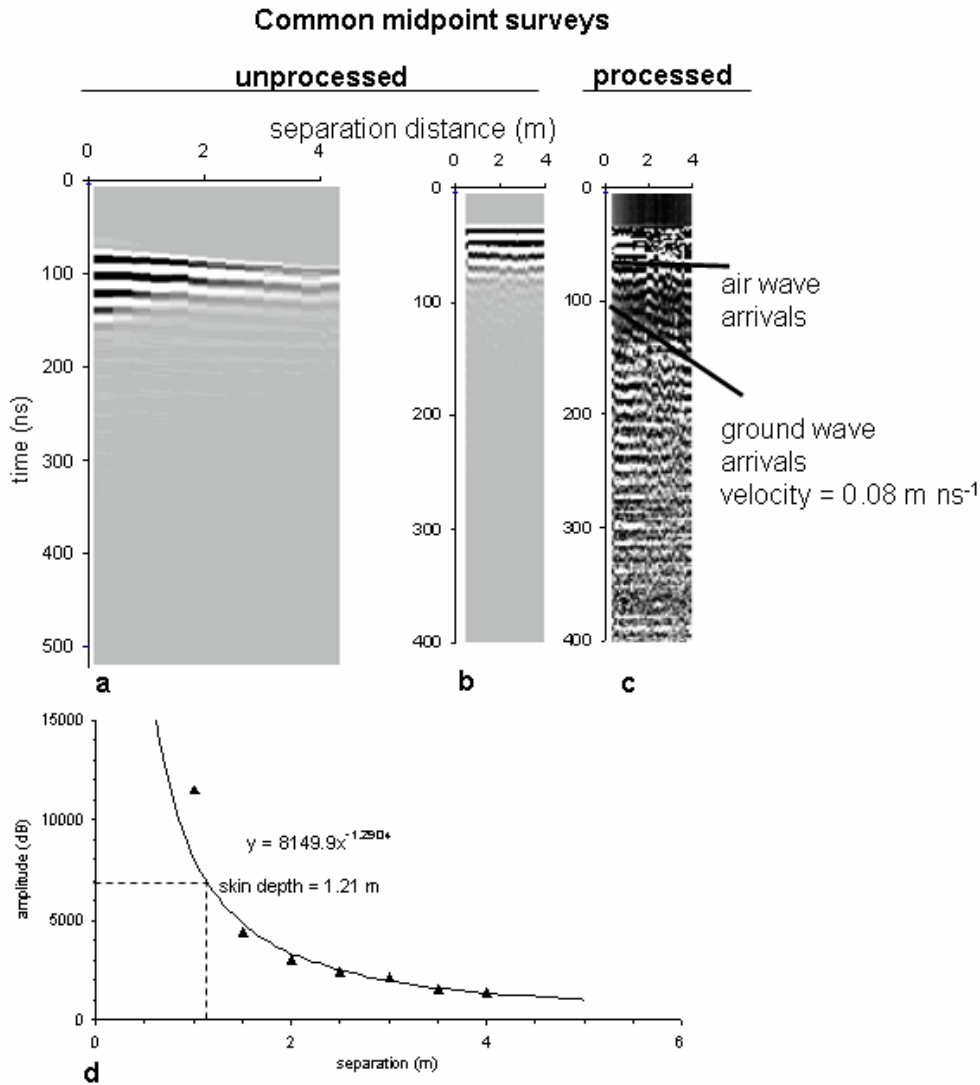 Common midpoint surveys
unprocessed
processed
separation distance (m)
0 2 4
0 2 4
0 2 4
0
100
200
300
400
500
time (ns)
0
100
200
300
400
0
100
200
300
400
air wave
arrivals
ground wave
arrivals
velocity = 0.08 m ns-1
a
b
c
15000
10000
5000
0
amplitude (dB)
y = 8149.9x
skin depth = 1.21 m
0 2 4 6
separation (m)
d